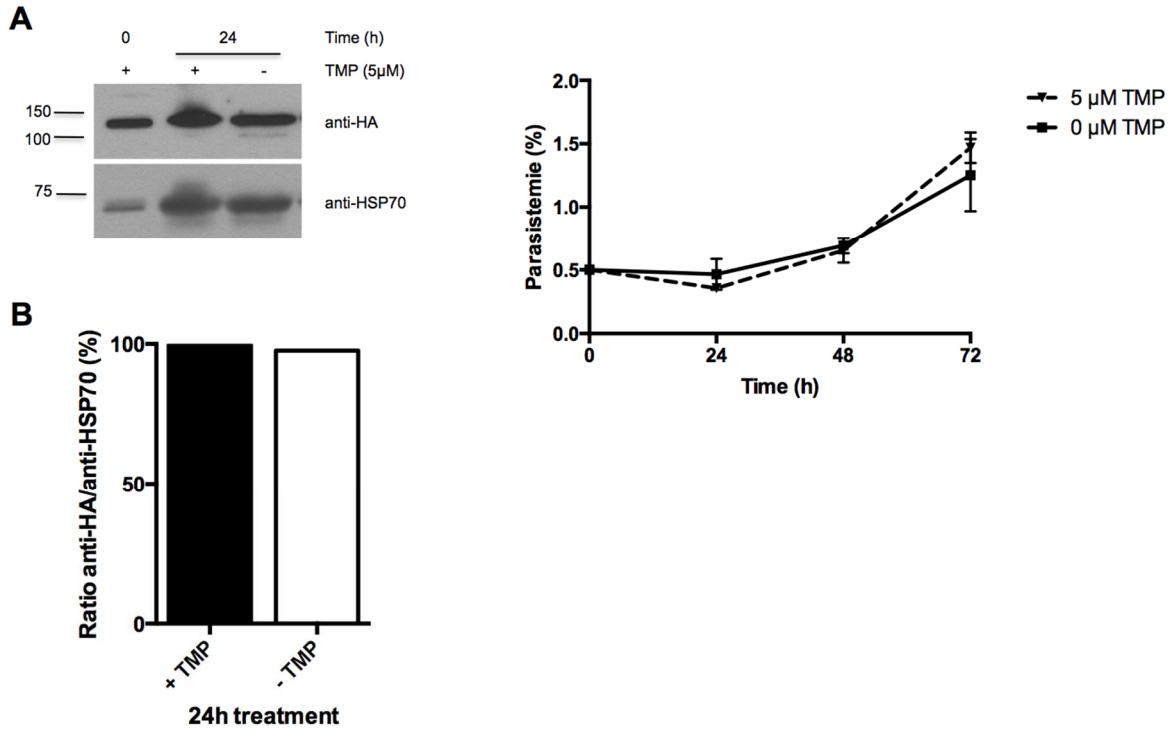 A
0 24 Time (h)
+ + - TMP (5µM)
150
100
anti-HA
75
anti-HSP70
2.0
1.5
1.0
0.5
0.0
Parasistemie (%)
0 24 48 72
Time (h)
5 µM TMP
0 µM TMP
B
100
50
0
Ratio anti-HA/anti-HSP70 (%)
+ TMP
- TMP
24h treatment